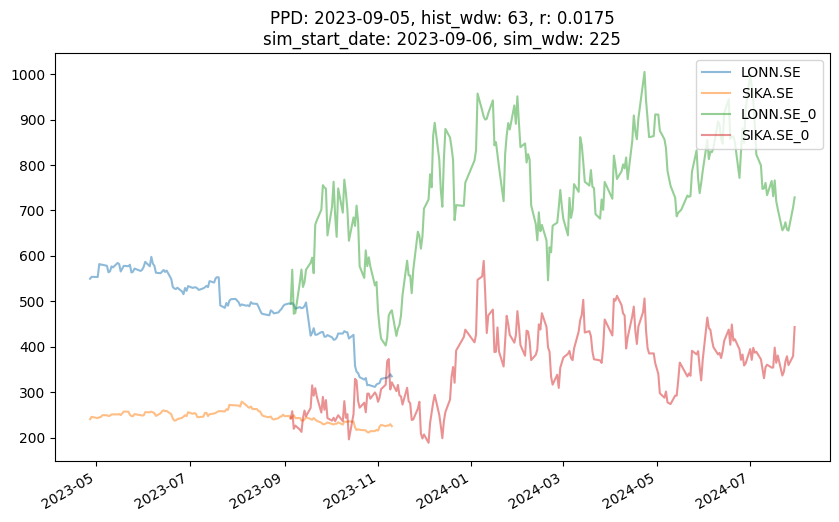 PPD: 2023-09-05, hist_wdw: 63, r: 0.0175
sim_start_date: 2023-09-06, sim_wdw: 225
LONN.SE
SIKA.SE
LONN.SE_0
SIKA.SE_0
1000
900
800
700
600
500
400
300
200
2023-05
2023-07
2023-09
2023-11
2024-01
2024-03
2024-05
2024-07